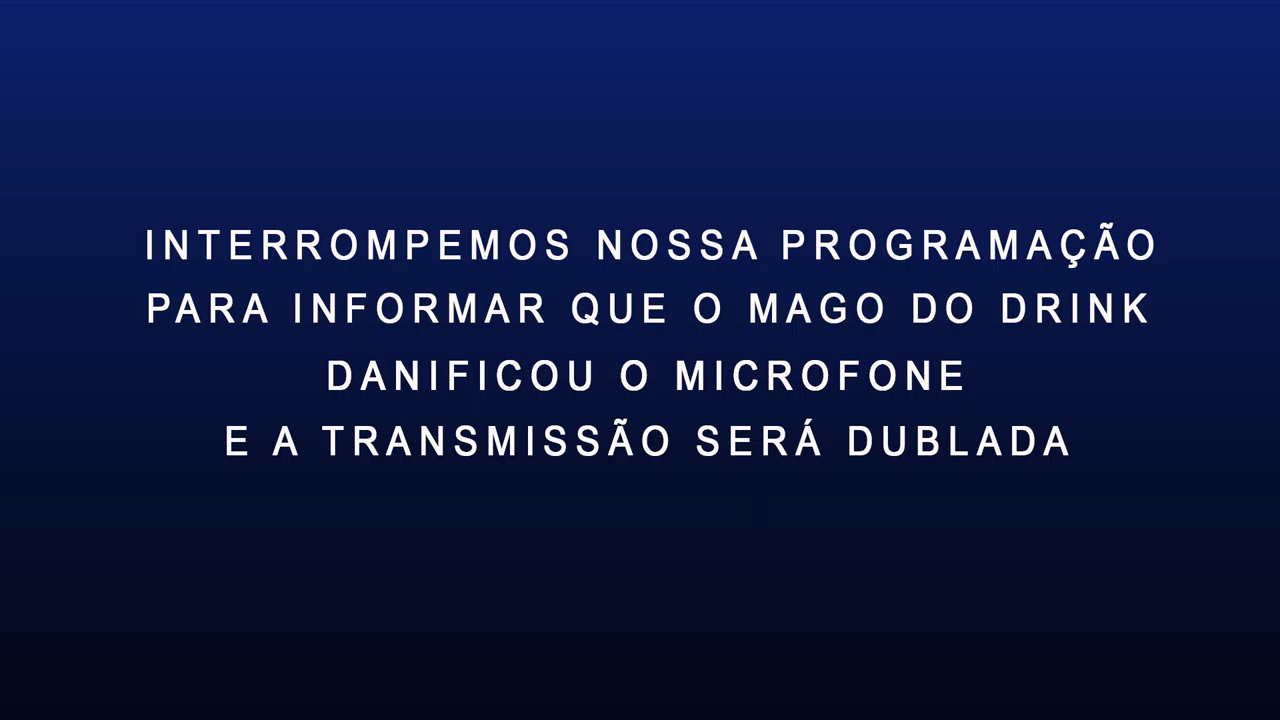 INTERROMPEMOS NOSSA PROGRAMAÇÃO
PARA INFORMAR QUE O MAGO DO DRINK
DANIFICOU O MICROFONE
E A TRANSMISSÃO SERÁ DUBLADA